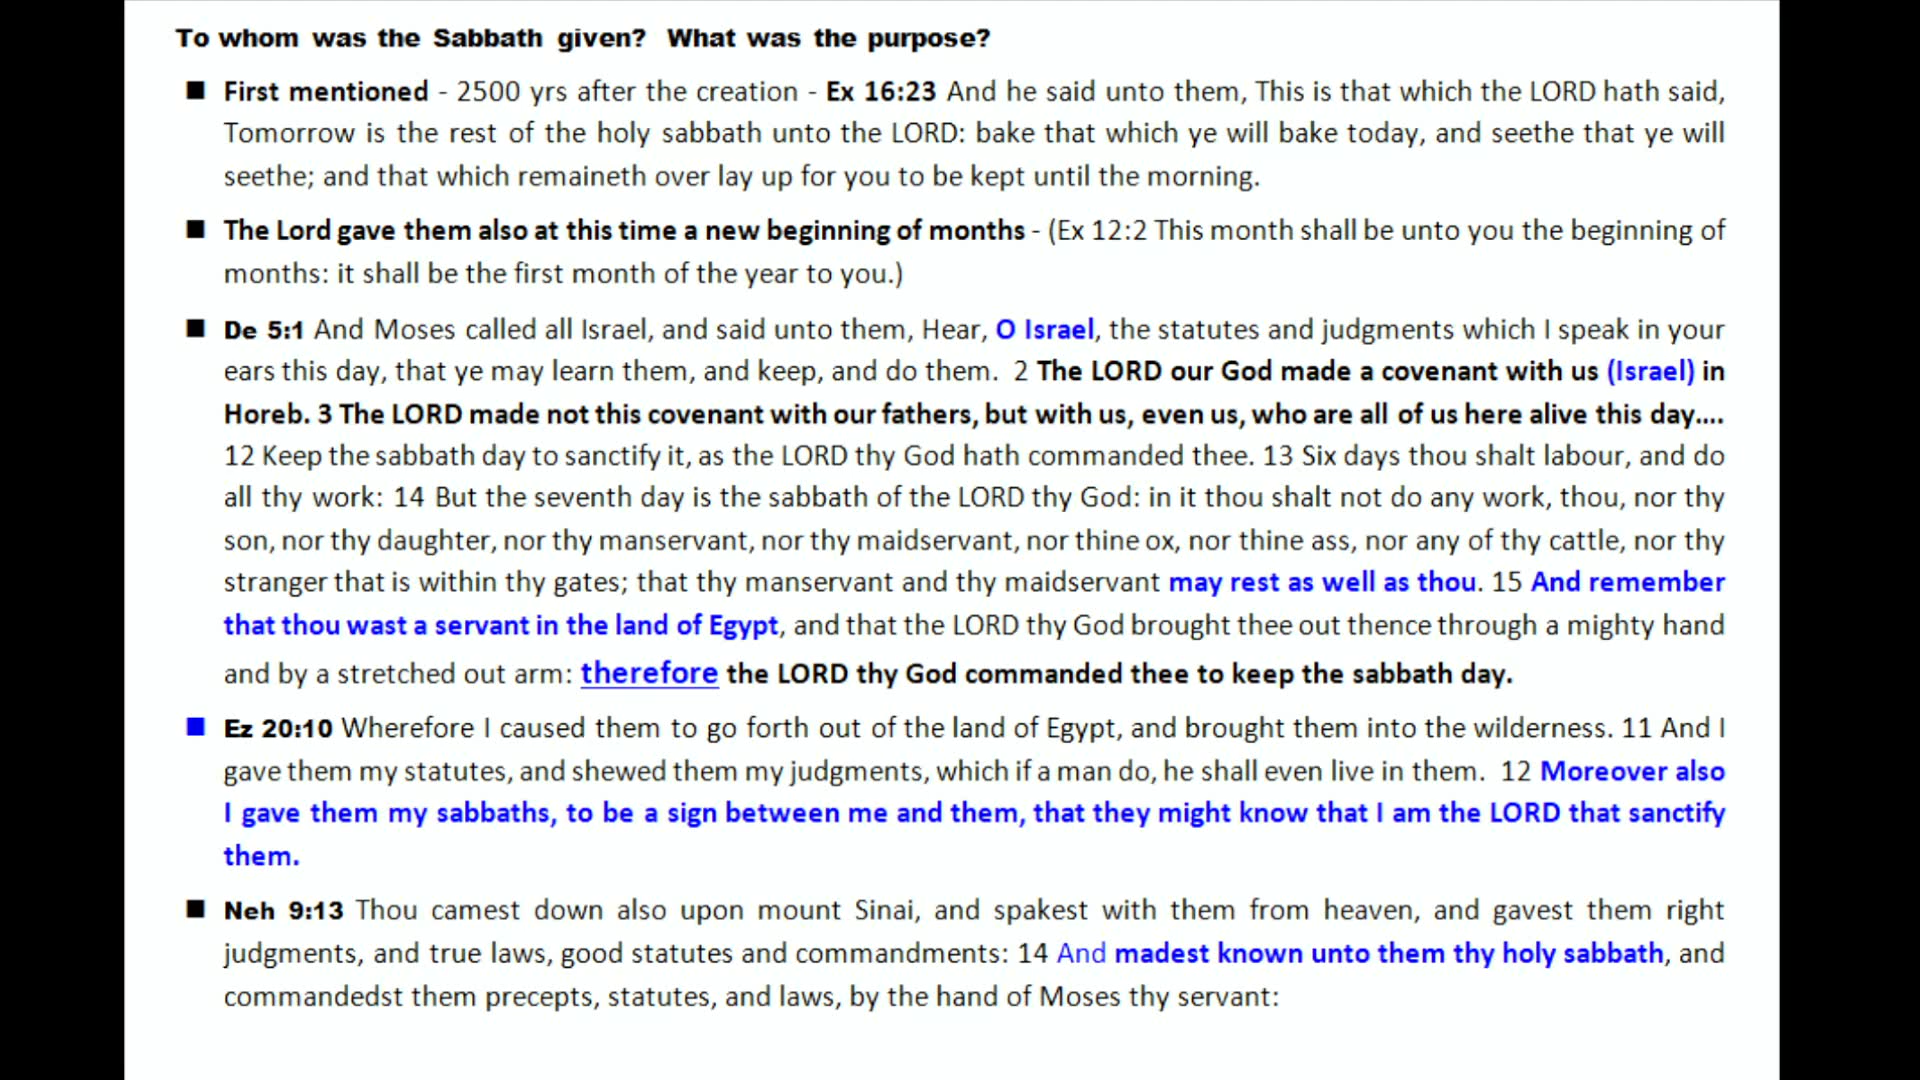 To whom was the Sabbath given? What was the purpose?
■ First mentioned - 2500 yrs after the creation - Ex 16:23 And he said unto them, This is that which the LORD hath said,
Tomorrow is the rest of the holy sabbath unto the LORD: bake that which ye will bake today, and seethe that ye will
seethe; and that which remaineth over lay up for you to be kept until the morning.
■ The Lord gave them also at this time a new beginning of months - (Ex 12:2 This month shall be unto you the beginning of
months: it shall be the first month of the year to you.)
■ De 5:1 And Moses called all Israel, and said unto them, Hear, O Israel, the statutes and judgments which I speak in your
ears this day, that ye may learn them, and keep, and do them. 2 The LORD our God made a covenant with us (Israel) in
Horeb. 3 The LORD made not this covenant with our fathers, but with us, even us, who are all of us here alive this day....
12 Keep the sabbath day to sanctify it, as the LORD thy God hath commanded thee. 13 Six days thou shalt labour, and do
all thy work: 14 But the seventh day is the sabbath of the LORD thy God: in it thou shalt not do any work, thou, nor thy
son, nor thy daughter, nor thy manservant, nor thy maidservant, nor thine ox, nor thine ass, nor any of thy cattle, nor thy
stranger that is within thy gates; that thy manservant and thy maidservant may rest as well as thou. 15 And remember
that thou wast a servant in the land of Egypt, and that the LORD thy God brought thee out thence through a mighty hand
and by a stretched out arm: therefore the LORD thy God commanded thee to keep the sabbath day.
■ Ez 20:10 Wherefore I caused them to go forth out of the land of Egypt, and brought them into the wilderness. 11 And I
gave them my statutes, and shewed them my judgments, which if a man do, he shall even live in them. 12 Moreover also
I gave them my sabbaths, to be a sign between me and them, that they might know that I am the LORD that sanctify
them.
■ Neh 9:13 Thou camest down also upon mount Sinai, and spakest with them from heaven, and gavest them right
judgments, and true laws, good statutes and commandments: 14 And madest known unto them thy holy sabbath, and
commandedst them precepts, statutes, and laws, by the hand of Moses thy servant: